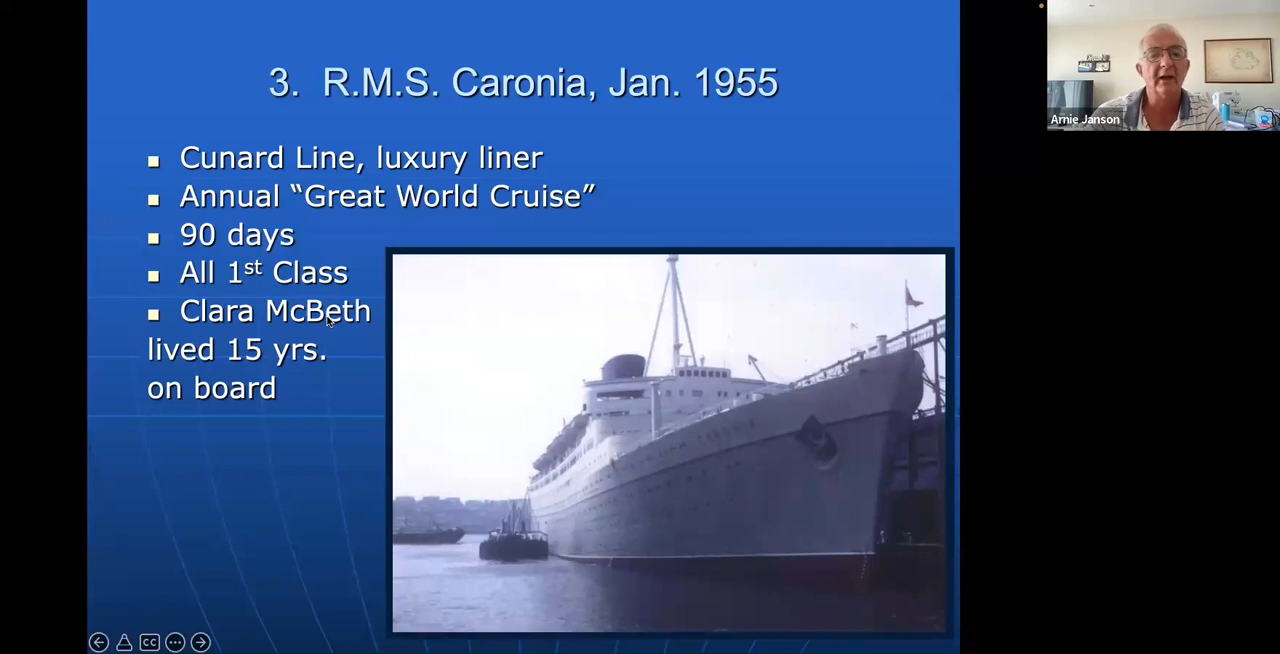 3. R.M.S. Caronia, Jan. 1955
Cunard Line, luxury liner
Annual “Great World Cruise”
90 days
All 1st Class
Clara McBeth
lived 15 yrs.
on board
Arnie Janson
CC